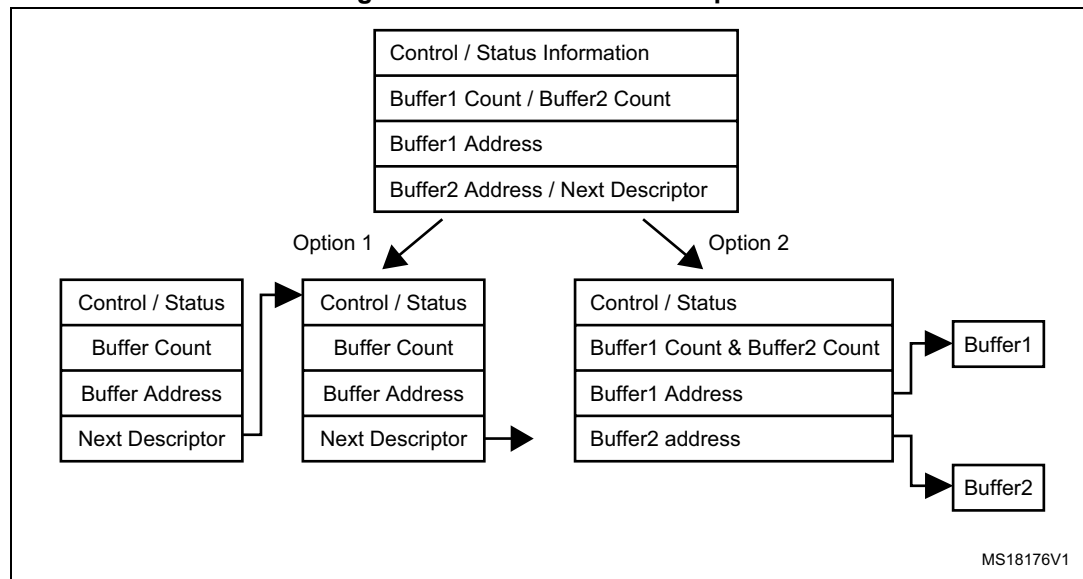 Control / Status Information
Buffer1 Count / Buffer2 Count
Buffer1 Address
Buffer2 Address / Next Descriptor
Option 1
Option 2
Control / Status
Buffer Count
Buffer Address
Next Descriptor
Control / Status
Buffer Count
Buffer Address
Next Descriptor
Control / Status
Buffer1 Count & Buffer2 Count
Buffer1 Address
Buffer2 address
Buffer1
Buffer2
MS18176V1